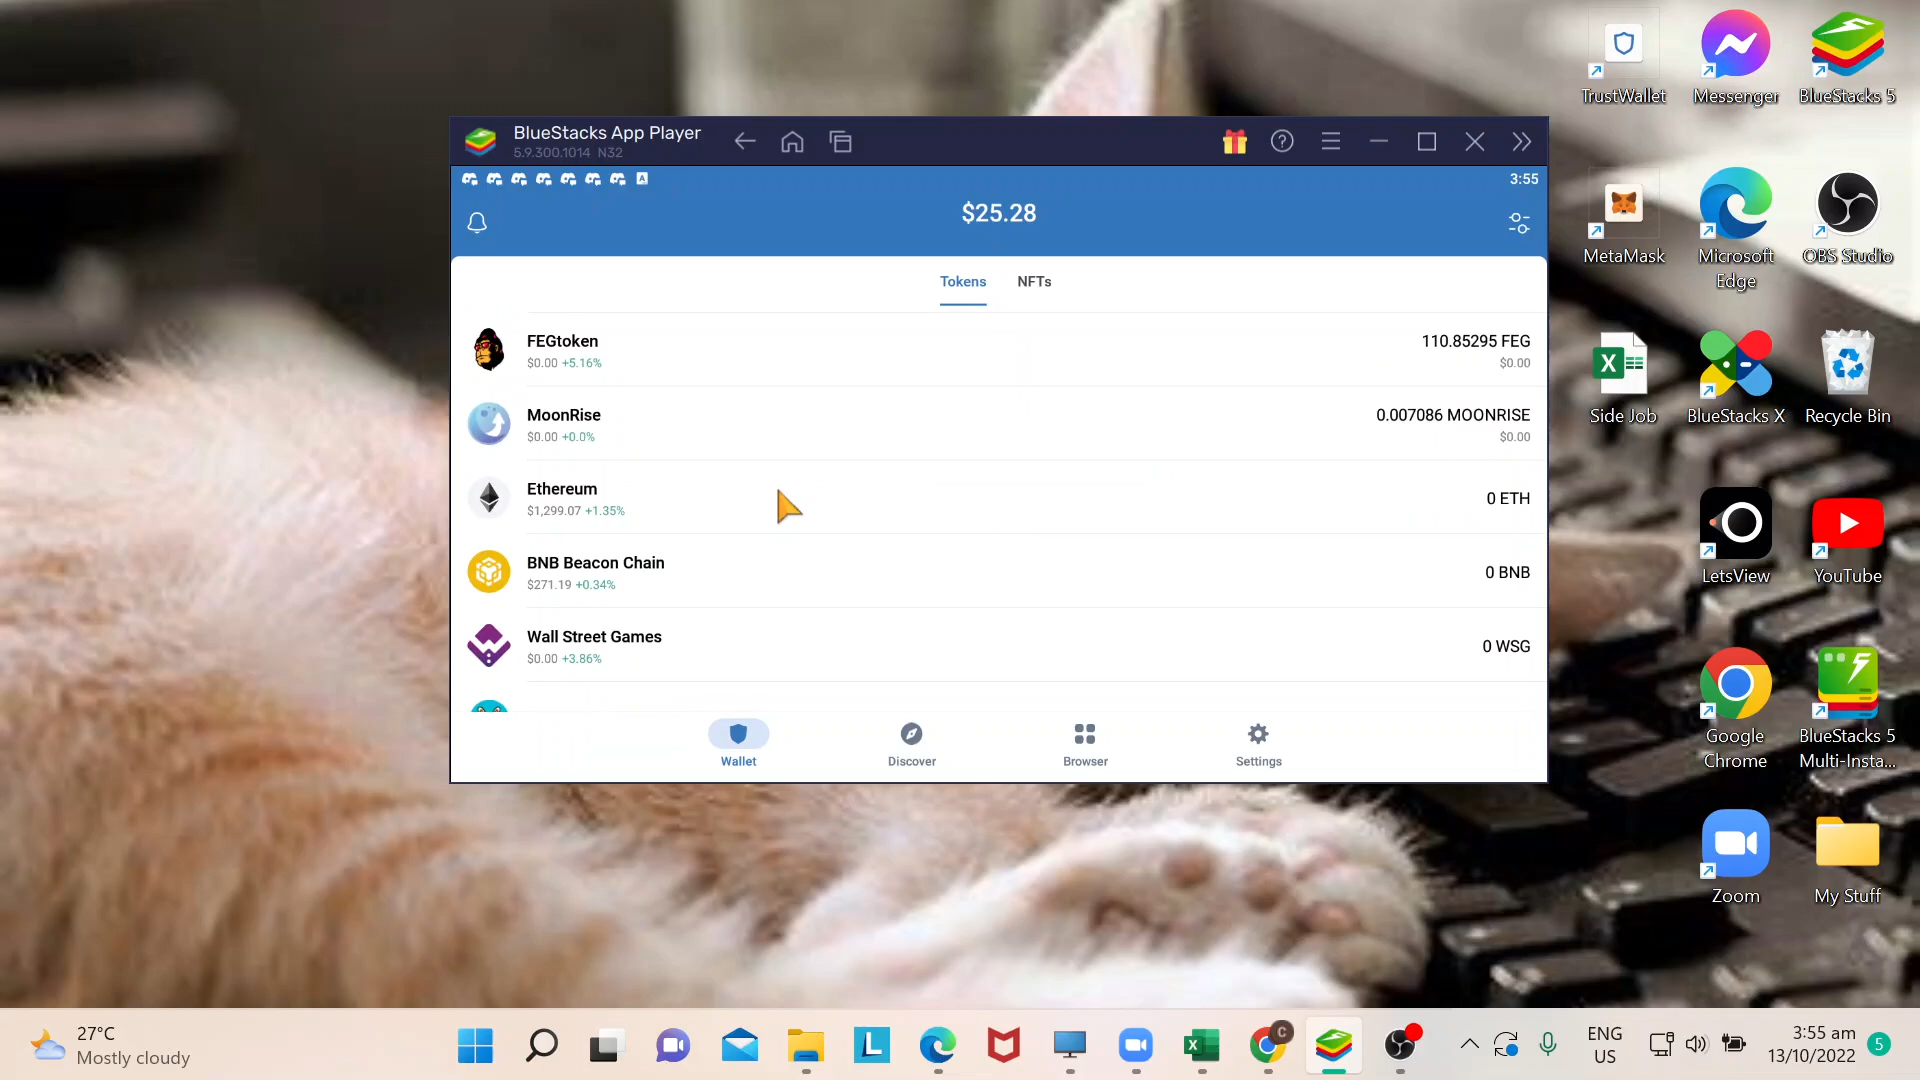 TrustWallet
Messenger
BlueStacks 5
BlueStacks App Player
5.9.300.1014 N32
A
3:55
$25.28
Tokens
NFTs
FEGtoken
$0.00 +5.16%
110.85295 FEG
$0.00
MoonRise
$0.00 +0.0%
0.007086 MOONRISE
$0.00
Ethereum
$1,299.07 +1.35%
0 ETH
BNB Beacon Chain
$271.19 +0.34%
0 BNB
Wall Street Games
$0.00 +3.86%
0 WSG
Wallet
Discover
Browser
Settings
MetaMask
Microsoft
Edge
OBS Studio
X
Side Job
BlueStacks X
Recycle Bin
LetsView
YouTube
Google
Chrome
BlueStacks 5
Multi-Insta...
Zoom
My Stuff
27°C
Mostly cloudy
L
X
C
ENG
US
3:55 am
13/10/2022
5